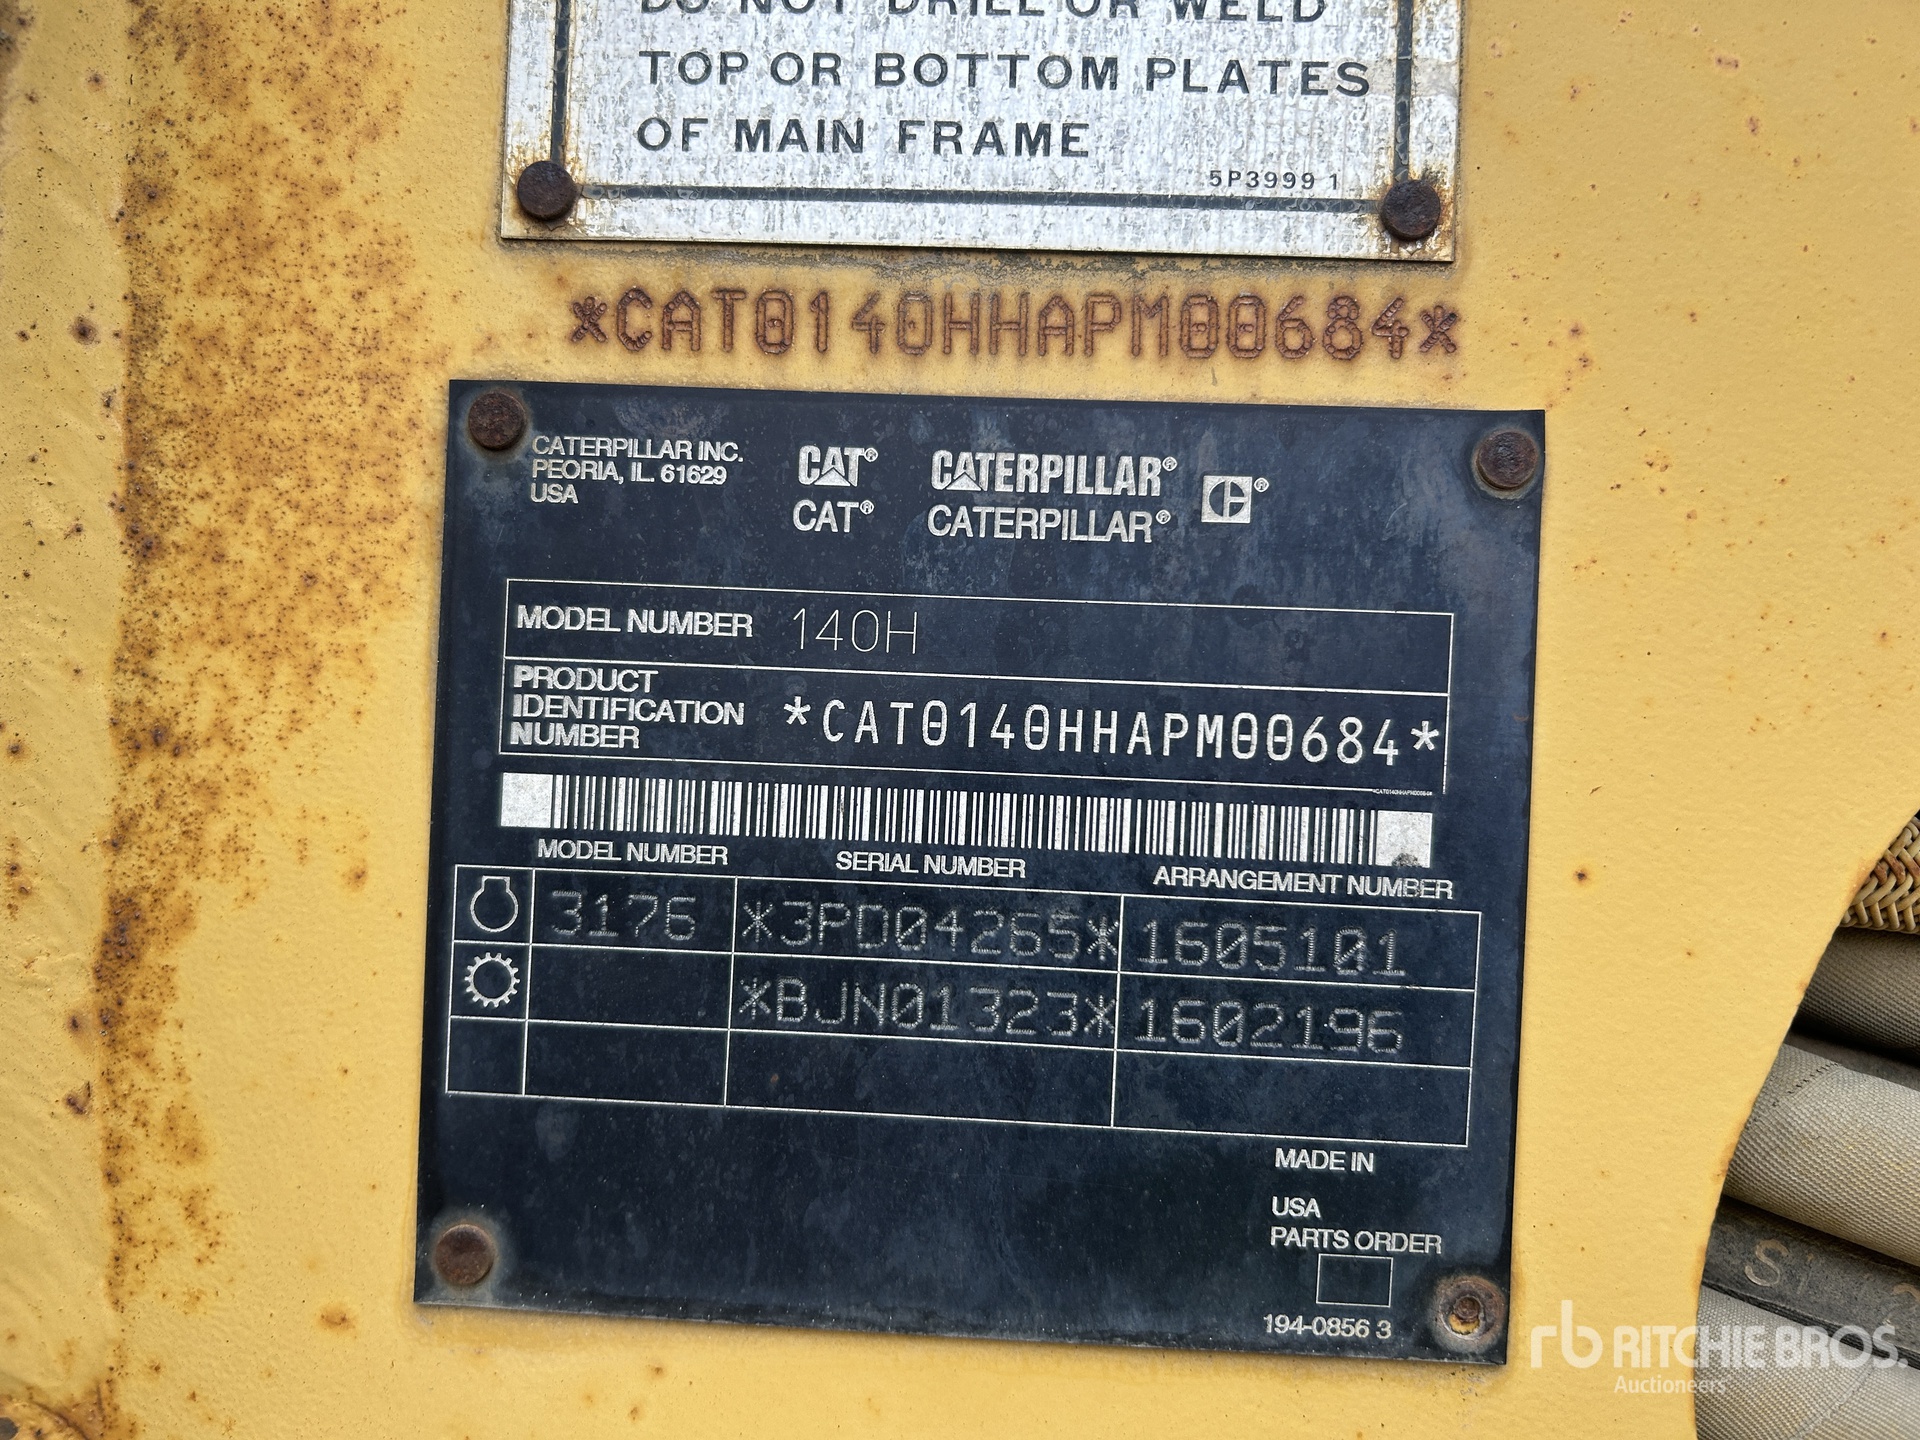 DO NOT DRILL OR WELD
TOP OR BOTTOM PLATES
OF MAIN FRAME
5P3999 1
*CAT0140HHAPM00684*
CATERPILLAR INC.
PEORIA, IL. 61629
USA
CAT® CATERPILLAR® C®
CAT® CATERPILLAR®
MODEL NUMBER 140H
PRODUCT
IDENTIFICATION
NUMBER
*CAT0140HHAPM00684*
*CAT0140HHAPM00684*
MODEL NUMBER SERIAL NUMBER ARRANGEMENT NUMBER
3176 *3PD04265* 1605101
*BJN01323* 1602196
MADE IN
USA
PARTS ORDER
194-0856 3
S
rb RITCHIE BROS.
Auctioneers